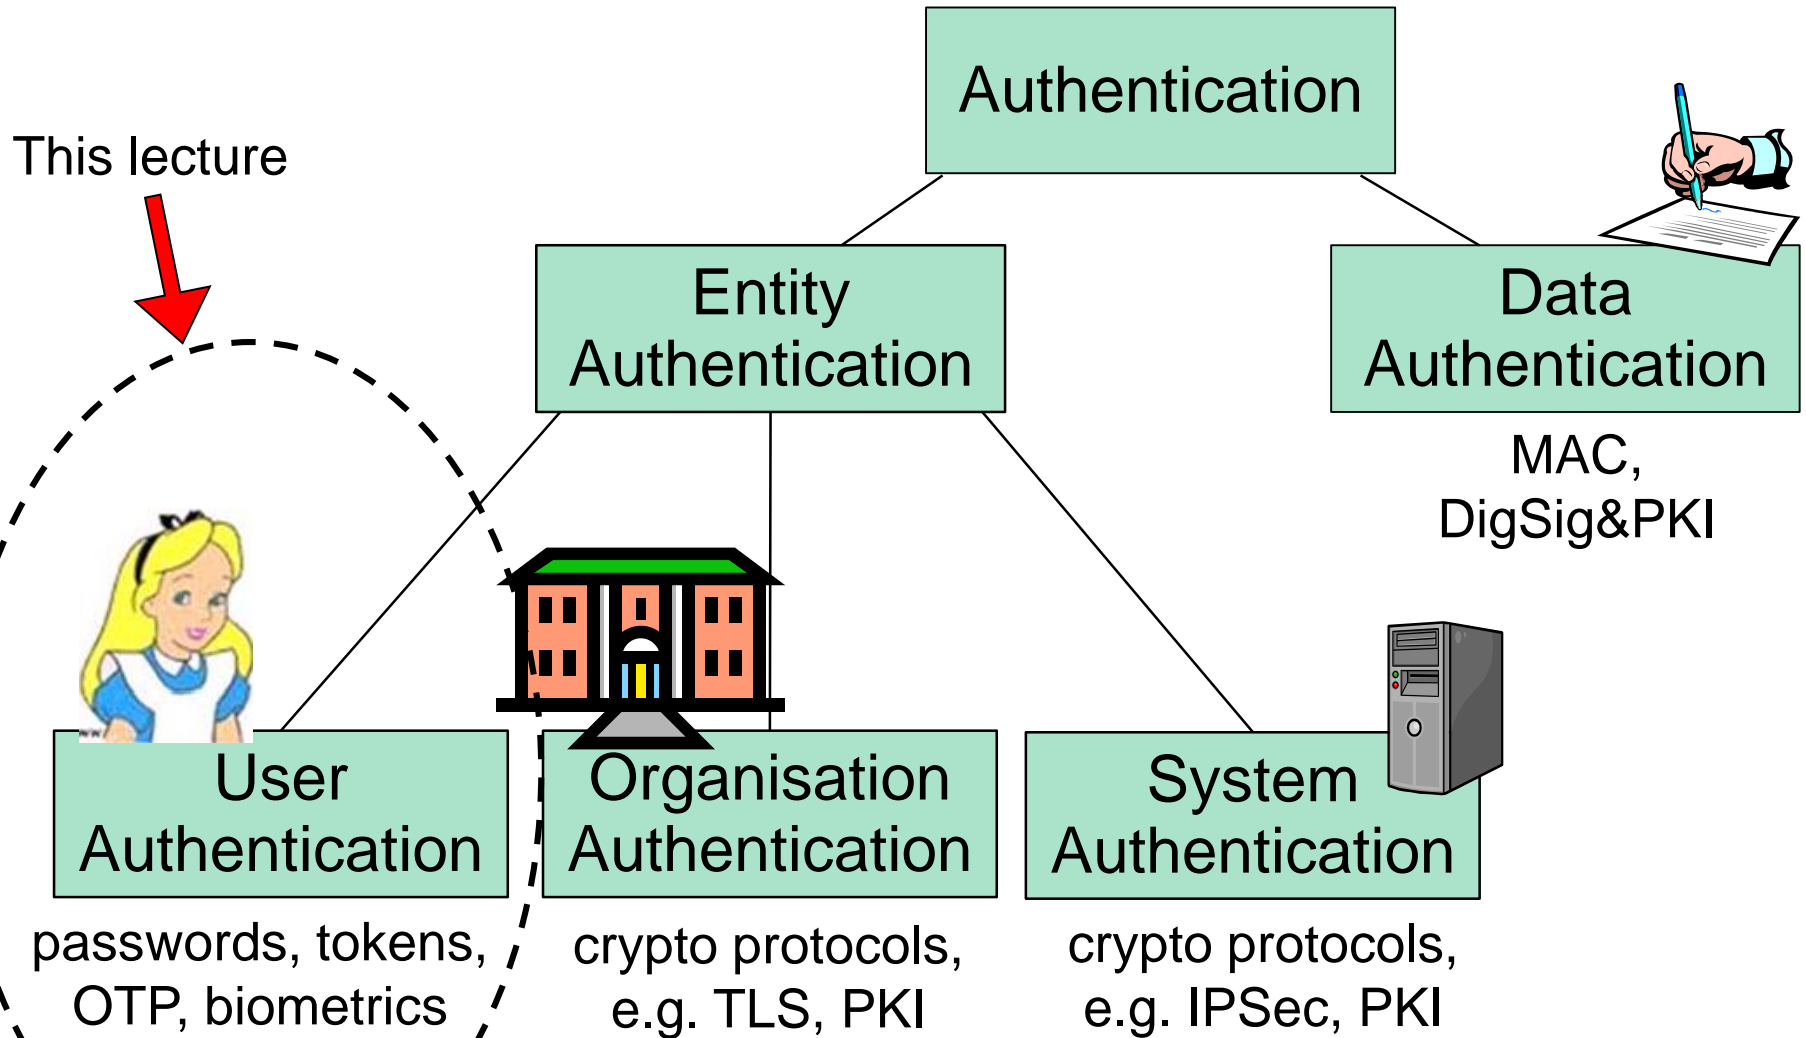 Authentication
This lecture
Entity
Authentication
Data
Authentication
MAC,
DigSig&PKI
User
Authentication
Organisation
Authentication
System
Authentication
passwords, tokens,
OTP, biometrics
crypto protocols,
e.g. TLS, PKI
crypto protocols,
e.g. IPSec, PKI